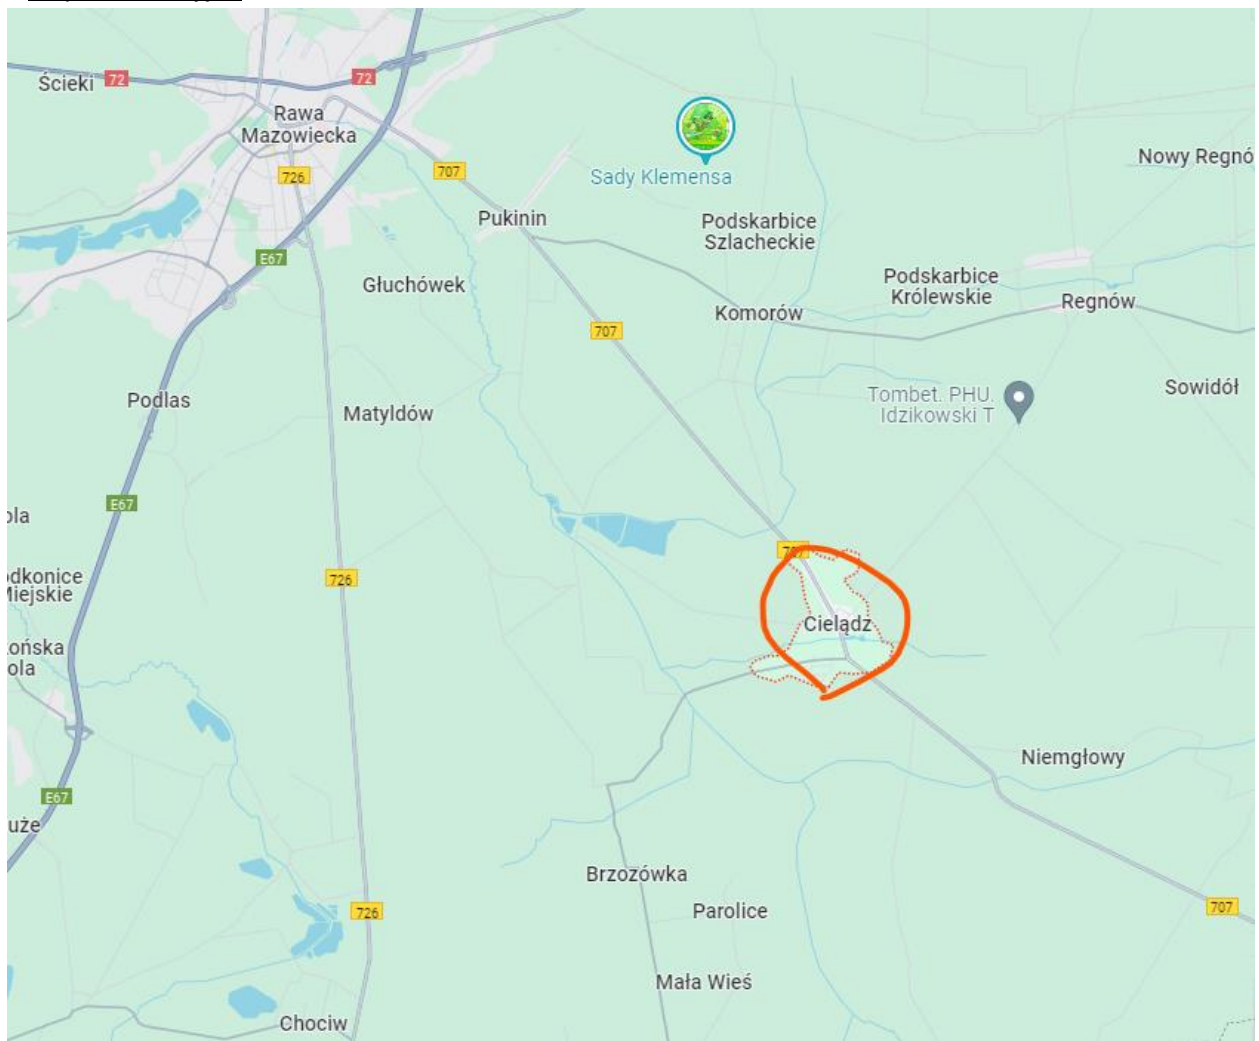 72
72
Ścieki
Rawa
Mazowiecka
726
707
Nowy Regnó
Sady Klemensa
Pukinin
Podskarbice
Szlacheckie
E67
Głuchówek
Podskarbice
Królewskie
Regnów
Komorów
707
Sowidół
Podlas
Matyldów
Tombet. PHU.
Idzikowski T
E67
ola
707
odkonice
Miejskie
726
Cielądz
ońska
ola
Niemgłowy
E67
uże
Brzozówka
726
Parolice
707
Mała Wieś
Chociw